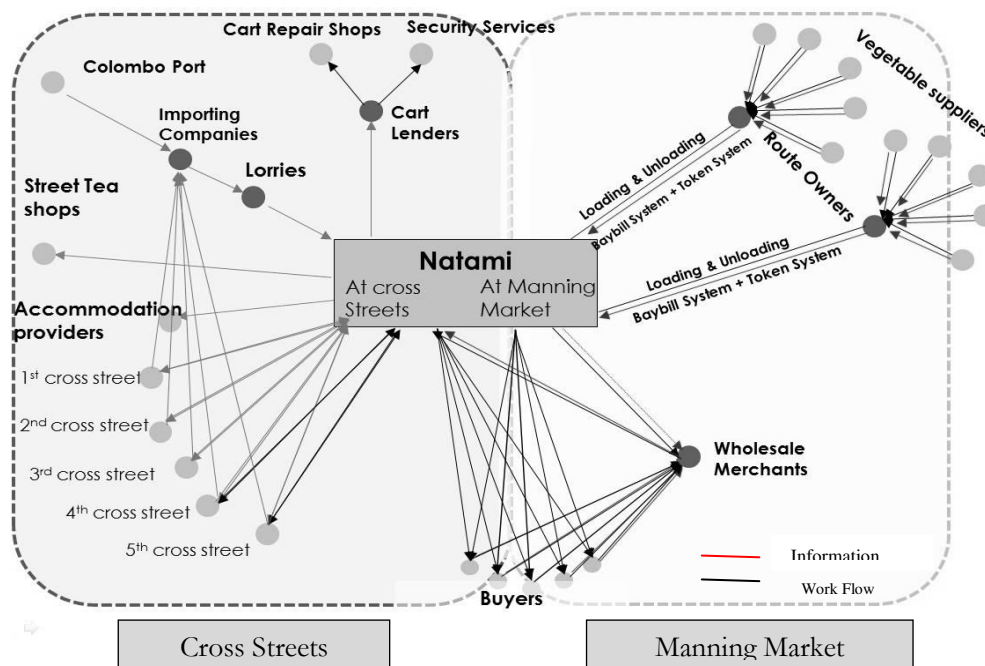 Cart Repair Shops
Security Services
Colombo Port
Cart
Lenders
Importing
Companies
Lorries
Street Tea
shops
Accommodation
providers
1st cross street
2nd cross street
3rd cross street
4th cross street
5th cross street
Natami
At cross
Streets
At Manning
Market
Vegetable suppliers
Route Owners
Loading & Unloading
Baybill System + Token System
Loading & Unloading
Baybill System + Token System
Wholesale
Merchants
Buyers
Information
Work Flow
Cross Streets
Manning Market